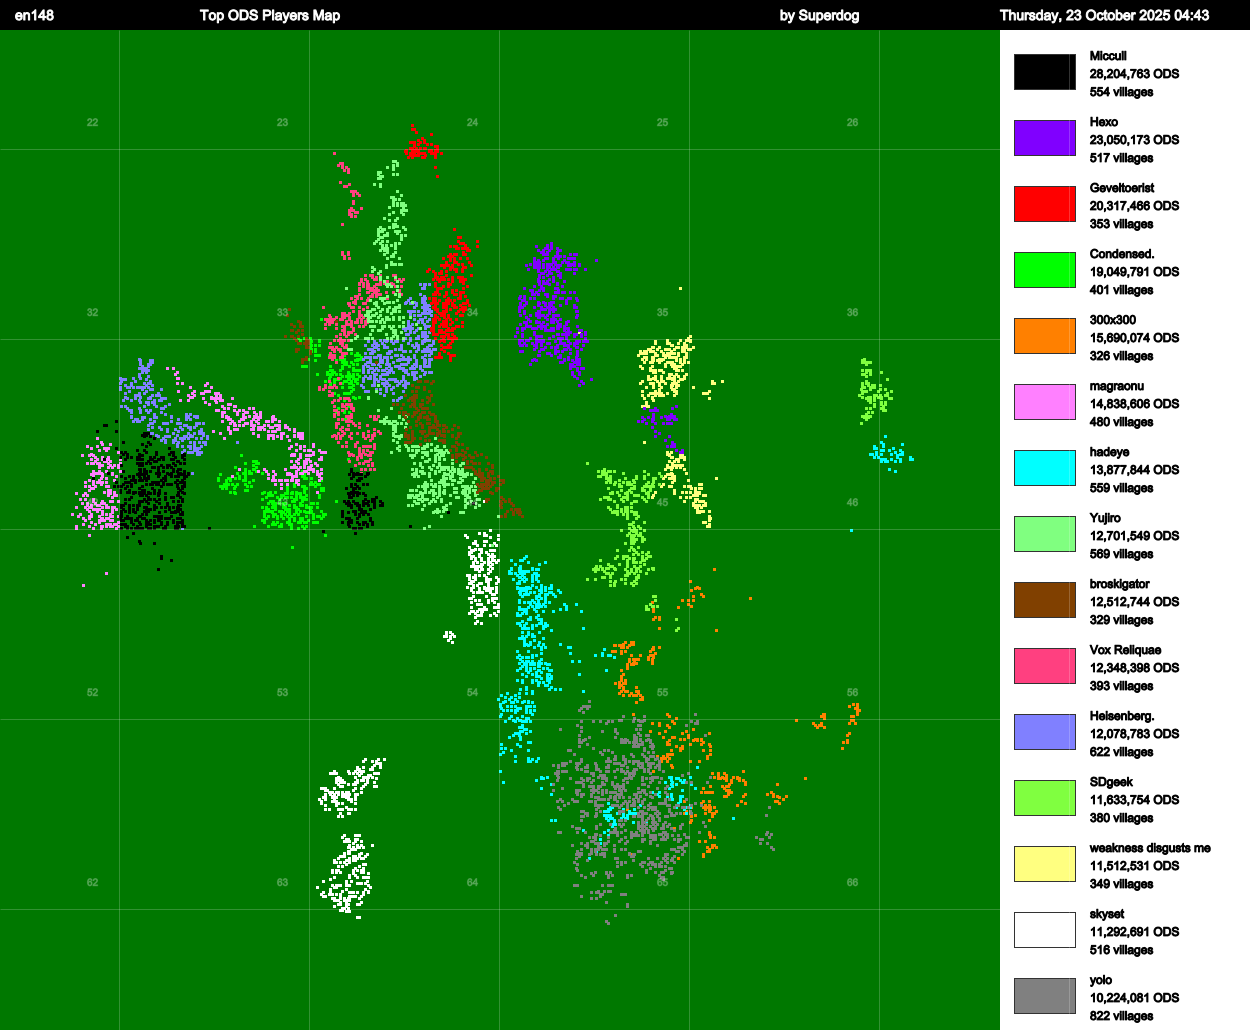 en148 Top ODS Players Map by Superdog Thursday, 23 October 2025 04:43
22 23 24 25 26
32 33 34 35 36
45 46
52 53 54 55 56
62 63 64 65 66
Miccull
28,204,763 ODS
554 villages
Hexo
23,050,173 ODS
517 villages
Geveltoerist
20,317,466 ODS
353 villages
Condensed.
19,049,791 ODS
401 villages
300x300
15,690,074 ODS
326 villages
magraonu
14,838,606 ODS
480 villages
hadeye
13,877,844 ODS
559 villages
Yujiro
12,701,549 ODS
569 villages
broskigator
12,512,744 ODS
329 villages
Vox Reliquae
12,348,398 ODS
393 villages
Heisenberg.
12,078,783 ODS
622 villages
SDgeek
11,633,754 ODS
380 villages
weakness disgusts me
11,512,531 ODS
349 villages
skyset
11,292,691 ODS
516 villages
yolo
10,224,081 ODS
822 villages